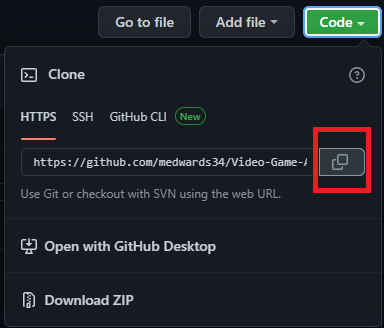 Go to file Add file Code
Clone
HTTPS SSH GitHub CLI New
https://github.com/medwards34/Video-Game-A
Use Git or checkout with SVN using the web URL.
Open with GitHub Desktop
Download ZIP